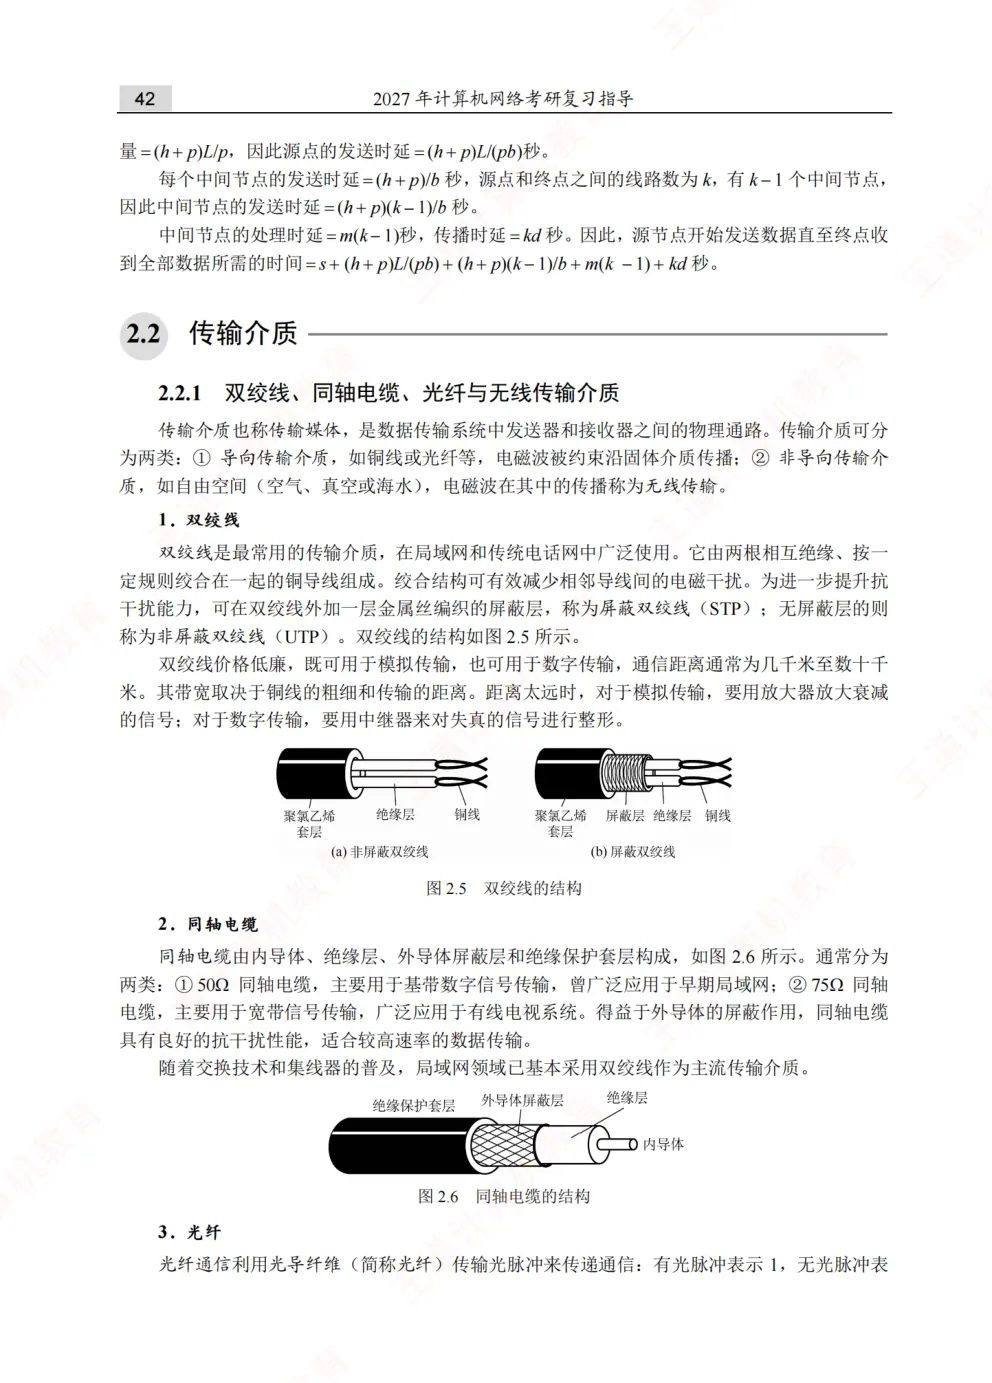 42
2027 年计算机网络考研复习指导
量 = (h + p)L/p，因此源点的发送时延 = (h + p)L/(pb)秒。
每个中间节点的发送时延 = (h + p)/b 秒，源点和终点之间的线路数为 k，有 k − 1 个中间节点，
因此中间节点的发送时延 = (h + p)(k − 1)/b 秒。
中间节点的处理时延 = m(k − 1)秒，传播时延 = kd 秒。因此，源节点开始发送数据直至终点收
到全部数据所需的时间 = s + (h + p)L/(pb) + (h + p)(k − 1)/b + m(k − 1) + kd 秒。
2.2 传输介质
2.2.1 双绞线、同轴电缆、光纤与无线传输介质
传输介质也称传输媒体，是数据传输系统中发送器和接收器之间的物理通路。传输介质可分
为两类：① 导向传输介质，如铜线或光纤等，电磁波被约束沿固体介质传播；② 非导向传输介
质，如自由空间（空气、真空或海水），电磁波在其中的传播称为无线传输。
1．双绞线
双绞线是最常用的传输介质，在局域网和传统电话网中广泛使用。它由两根相互绝缘、按一
定规则绞合在一起的铜导线组成。绞合结构可有效减少相邻导线间的电磁干扰。为进一步提升抗
干扰能力，可在双绞线外加一层金属丝编织的屏蔽层，称为屏蔽双绞线（STP）；无屏蔽层的则
称为非屏蔽双绞线（UTP）。双绞线的结构如图 2.5 所示。
双绞线价格低廉，既可用于模拟传输，也可用于数字传输，通信距离通常为几千米至数十千
米。其带宽取决于铜线的粗细和传输的距离。距离太远时，对于模拟传输，要用放大器放大衰减
的信号；对于数字传输，要用中继器来对失真的信号进行整形。
聚氯乙烯
套层
绝缘层
铜线
(a) 非屏蔽双绞线
聚氯乙烯
套层
屏蔽层
绝缘层
铜线
(b) 屏蔽双绞线
图 2.5 双绞线的结构
2．同轴电缆
同轴电缆由内导体、绝缘层、外导体屏蔽层和绝缘保护套层构成，如图 2.6 所示。通常分为
两类：① 50Ω 同轴电缆，主要用于基带数字信号传输，曾广泛应用于早期局域网；② 75Ω 同轴
电缆，主要用于宽带信号传输，广泛应用于有线电视系统。得益于外导体的屏蔽作用，同轴电缆
具有良好的抗干扰性能，适合较高速率的数据传输。
随着交换技术和集线器的普及，局域网领域已基本采用双绞线作为主流传输介质。
绝缘保护套层
外导体屏蔽层
绝缘层
内导体
图 2.6 同轴电缆的结构
3．光纤
光纤通信利用光导纤维（简称光纤）传输光脉冲来传递通信：有光脉冲表示 1，无光脉冲表